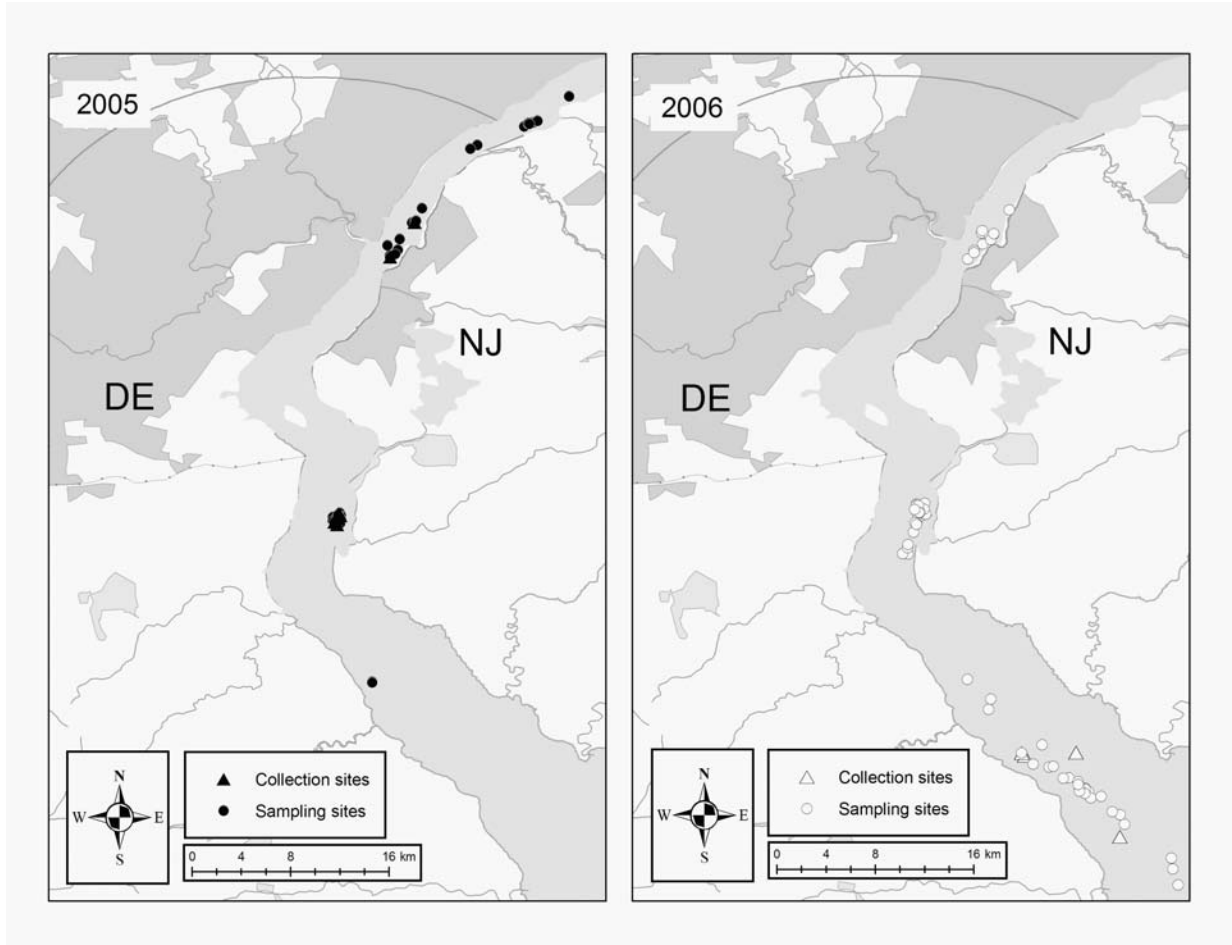 2005
NJ
DE
N
W E
S
Collection sites
Sampling sites
0 4 8 16 km
2006
NJ
DE
N
W E
S
Collection sites
Sampling sites
0 4 8 16 km